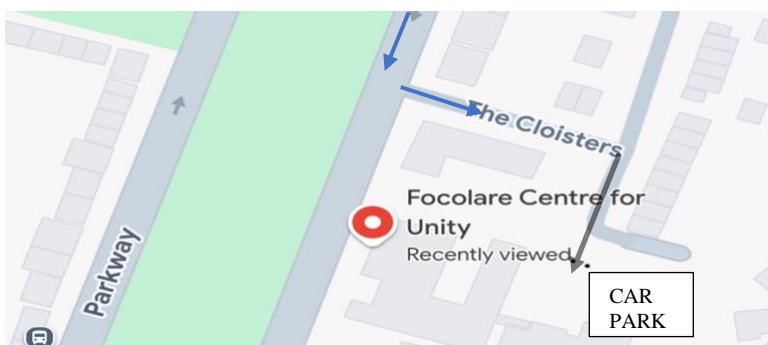 The Cloisters
Focolare Centre for
Unity
Recently viewed
Parkway
CAR
PARK